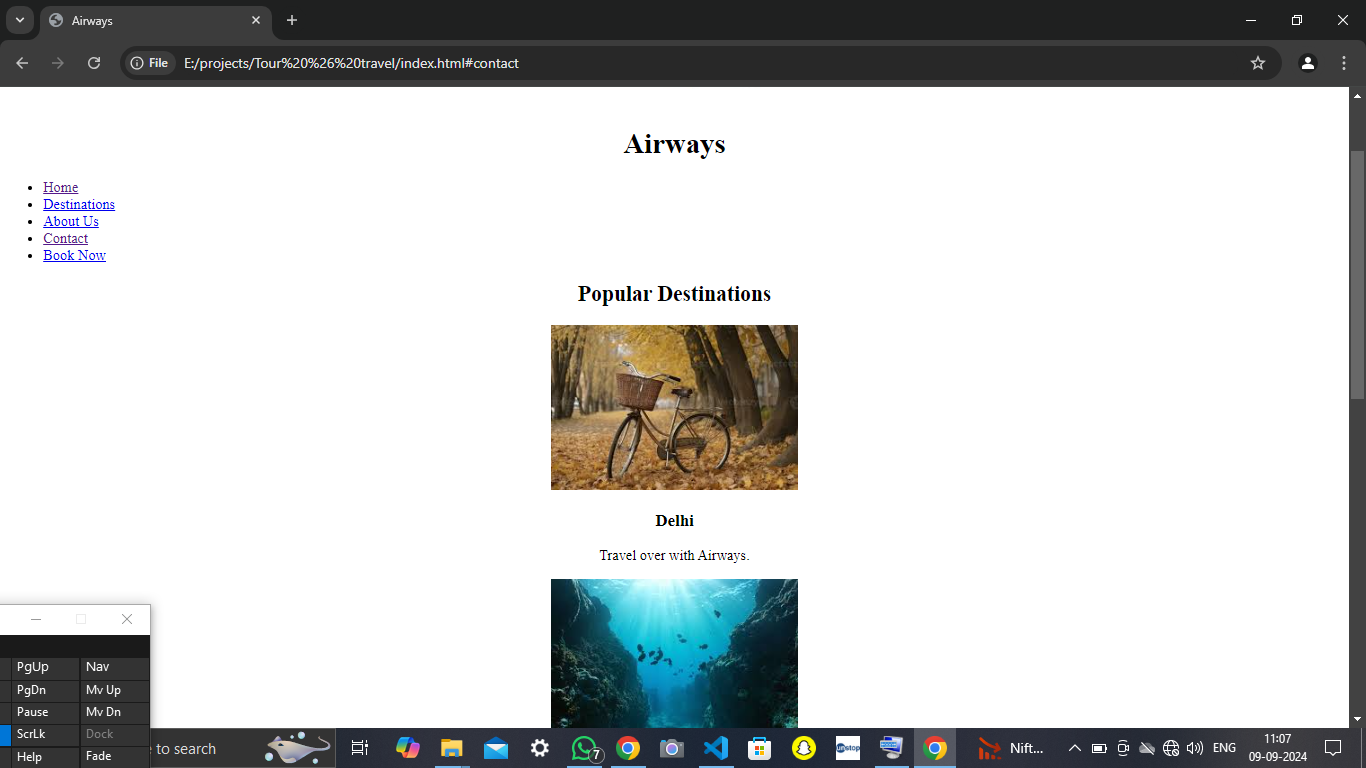 Airways
File
E:/projects/Tour%20%26%20travel/index.html#contact
Airways
Home
Destinations
About Us
Contact
Book Now
Popular Destinations
Delhi
Travel over with Airways.
PgUp Nav
PgDn Mv Up
Pause Mv Dn
ScrLk Dock
Help Fade
e to search
7
unstop
Nift...
ENG
11:07
09-09-2024